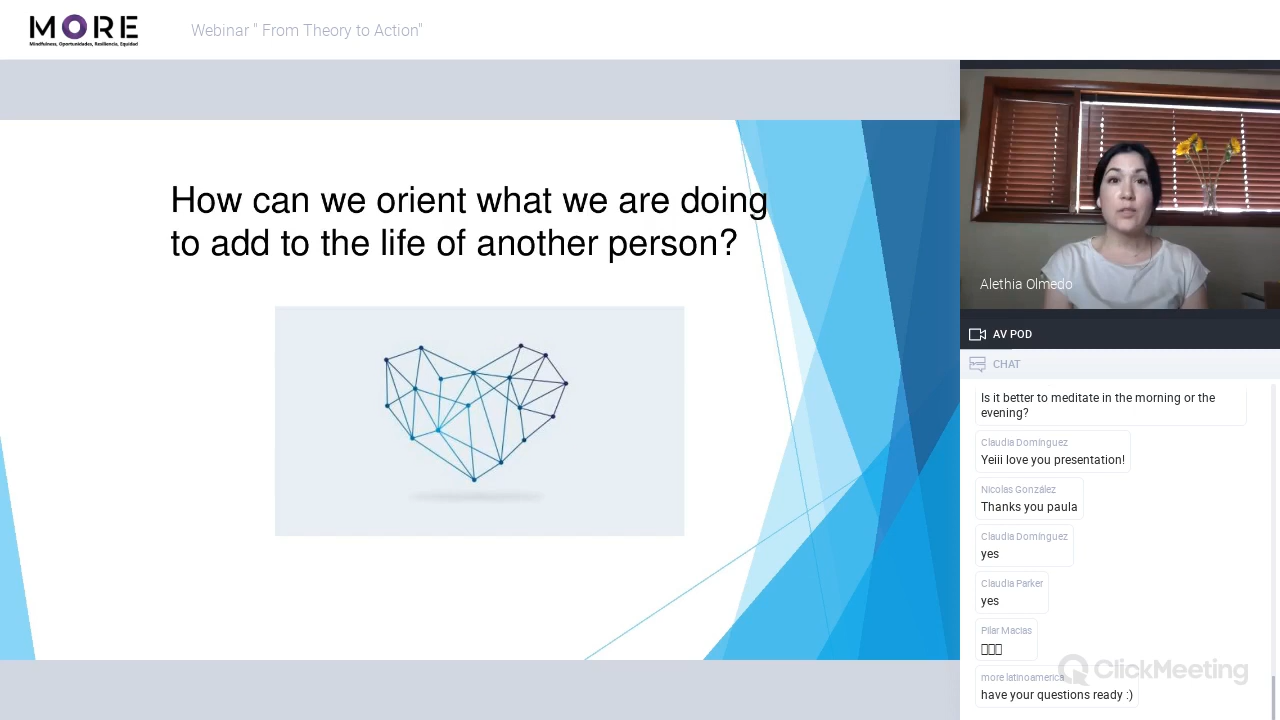 MORE
Mindfulness, Oportunidades, Resiliencia, Equidad
Webinar " From Theory to Action"
How can we orient what we are doing
to add to the life of another person?
Alethia Olmedo
AV POD
CHAT
Is it better to meditate in the morning or the
evening?
Claudia Dominguez
Yeiii love you presentation!
Nicolas González
Thanks you paula
Claudia Dominguez
yes
Claudia Parker
yes
Pilar Macias
more latinoamerica
have your questions ready :)
ClickMeeting